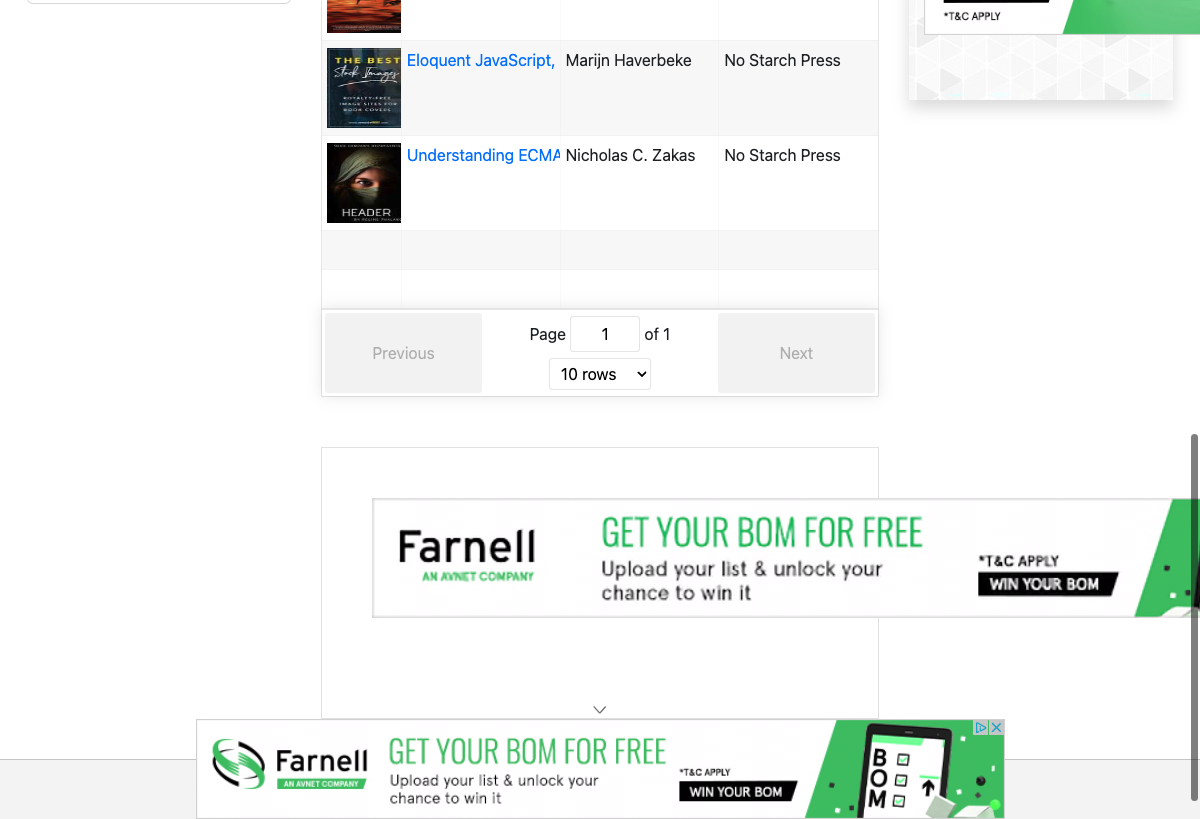 *T&C APPLY
THE BEST
Stock Images
ROYALTY-FREE
IMAGE SITES FOR
BOOK COVERS
Eloquent JavaScript,
Marijn Haverbeke
No Starch Press
HEADER
Understanding ECMA
Nicholas C. Zakas
No Starch Press
Previous
Page 1 of 1
10 rows
Next
Farnell
AN AVNET COMPANY
GET YOUR BOM FOR FREE
Upload your list & unlock your
chance to win it
*T&C APPLY
WIN YOUR BOM
Farnell
AN AVNET COMPANY
GET YOUR BOM FOR FREE
Upload your list & unlock your
chance to win it
*T&C APPLY
WIN YOUR BOM
B
O
M